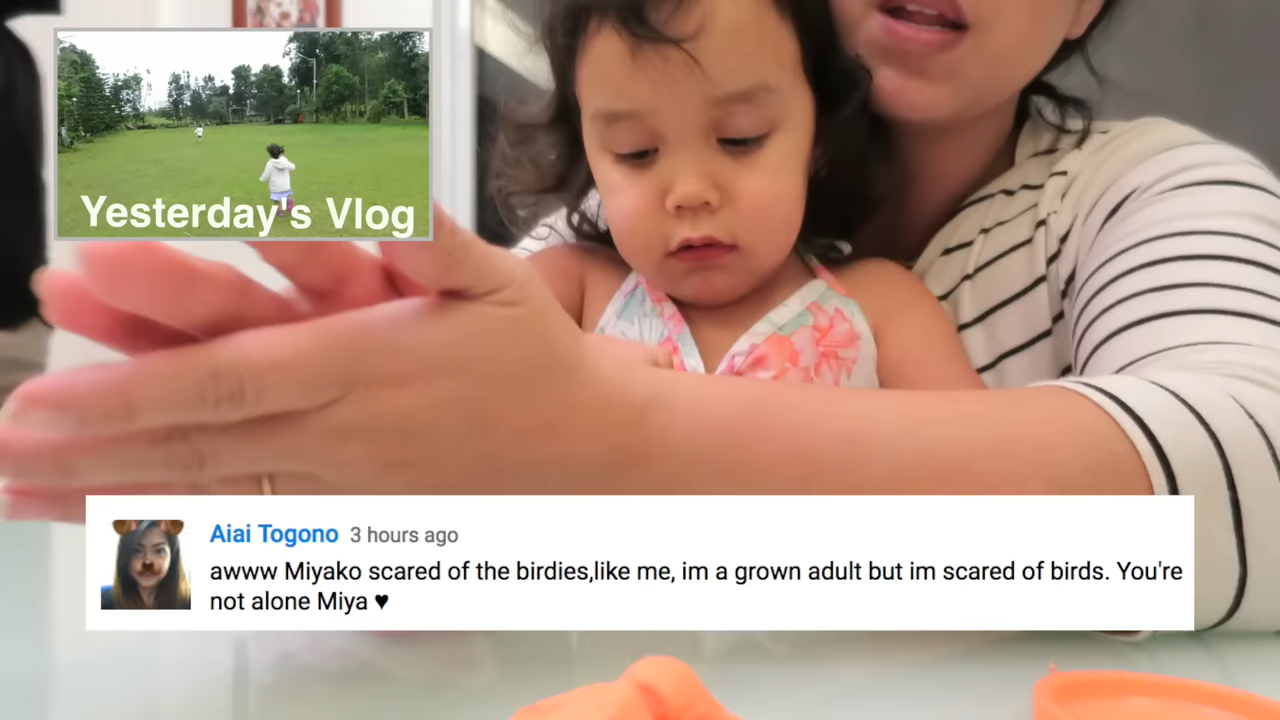 Yesterday's Vlog
Aiai Togono 3 hours ago
awww Miyako scared of the birdies,like me, im a grown adult but im scared of birds. You're
not alone Miya ♥